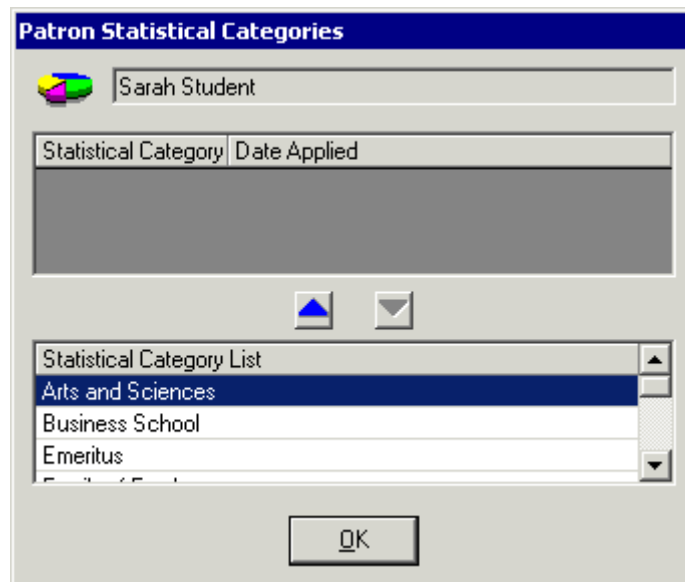 Patron Statistical Categories
Sarah Student
Statistical Category Date Applied
Statistical Category List
Arts and Sciences
Business School
Emeritus
OK